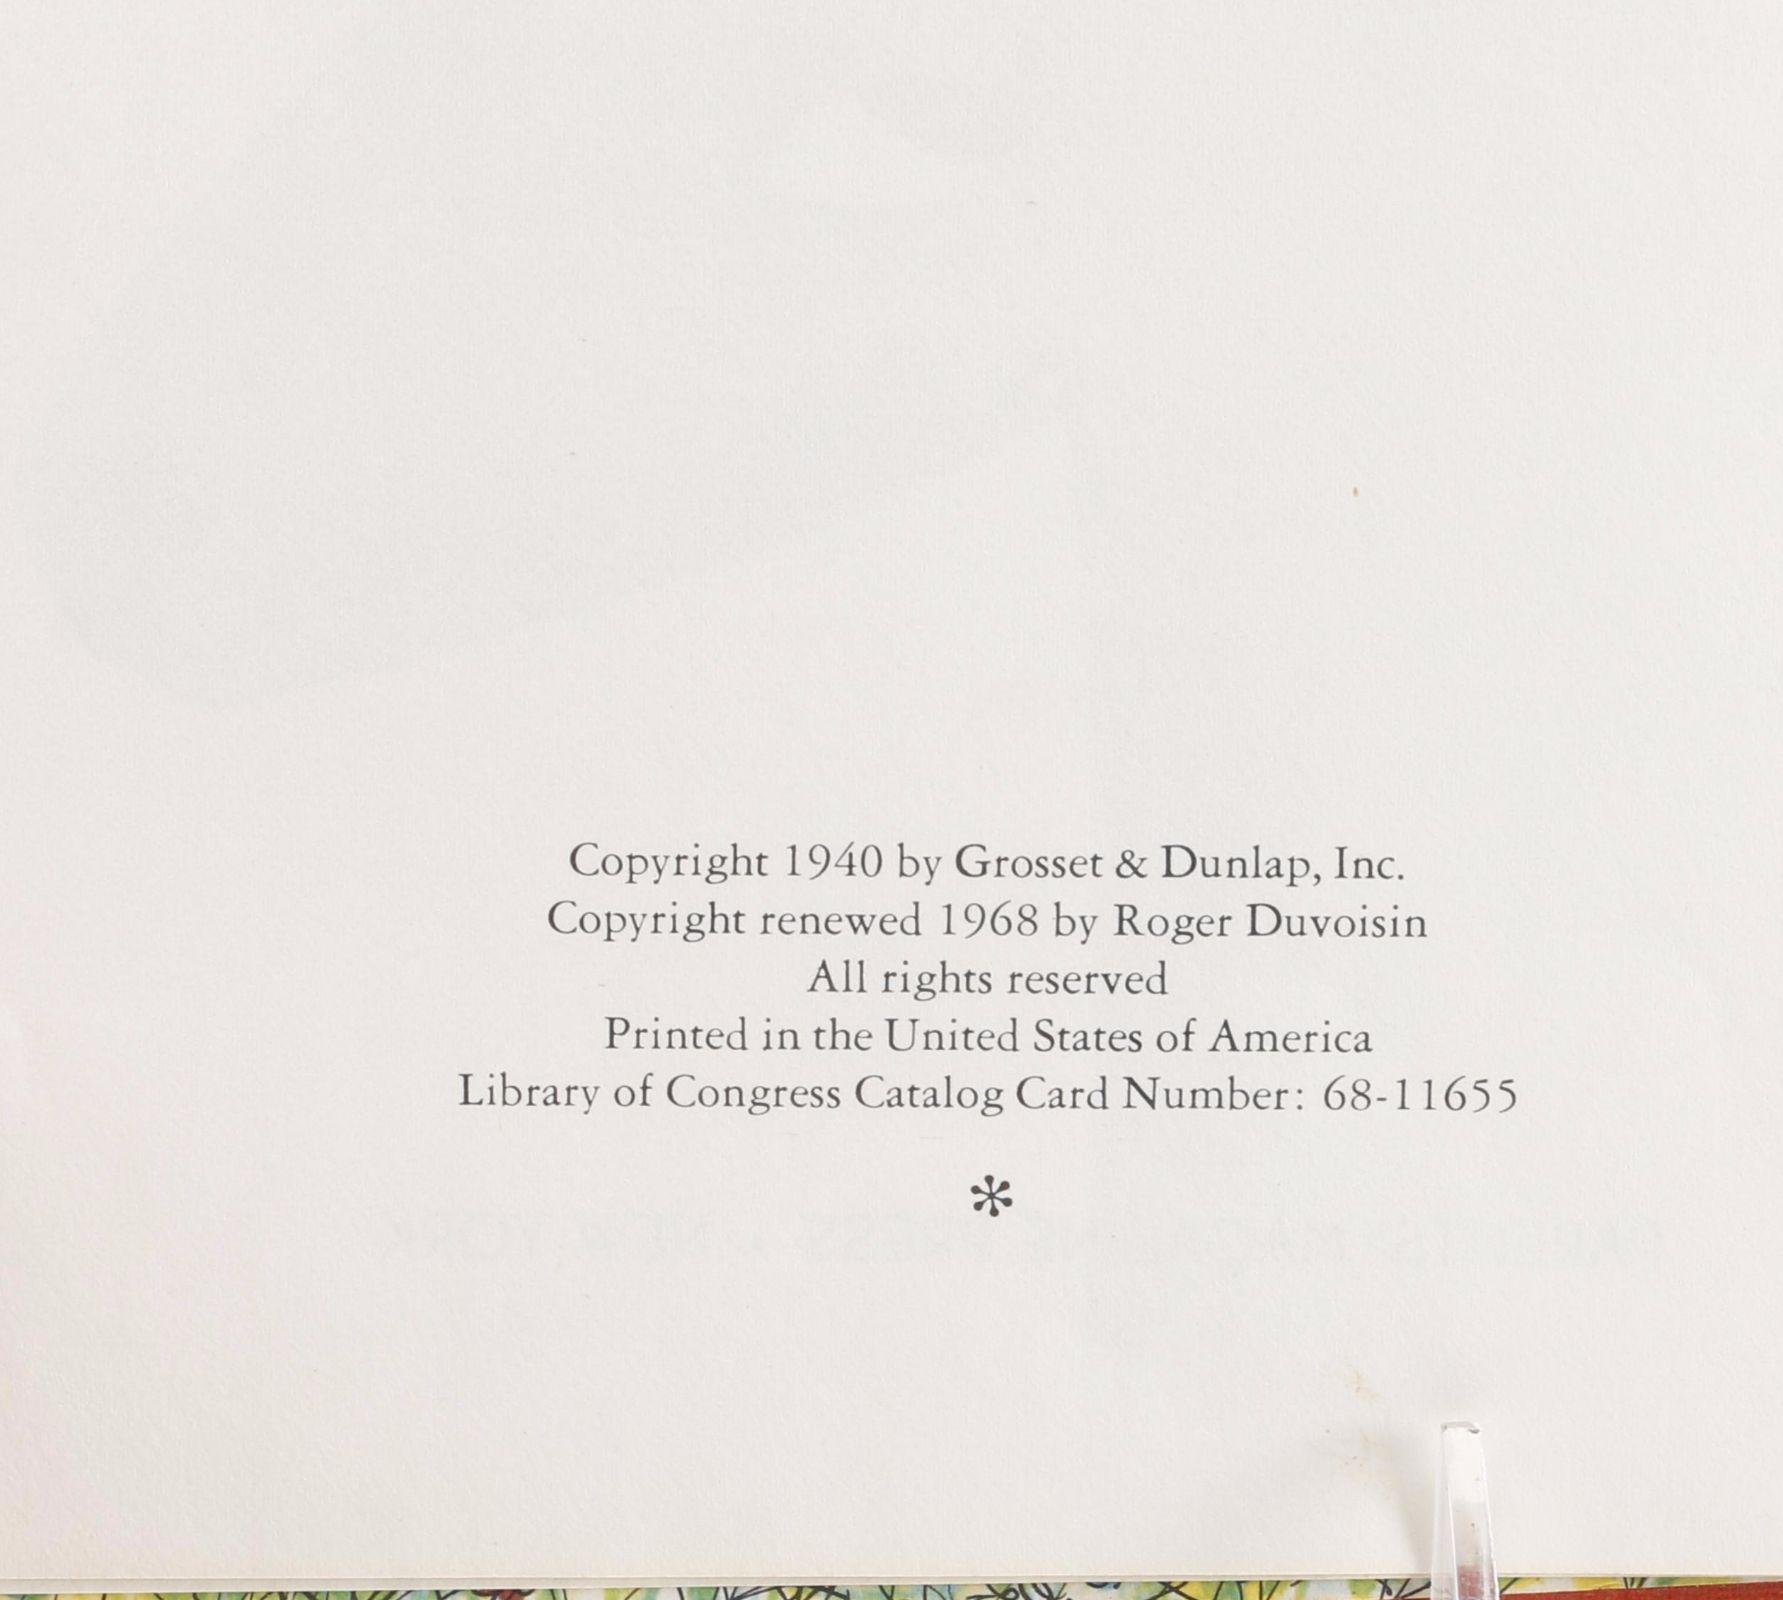 Copyright 1940 by Grosset & Dunlap, Inc.
Copyright renewed 1968 by Roger Duvoisin
All rights reserved
Printed in the United States of America
Library of Congress Catalog Card Number: 68-11655
*